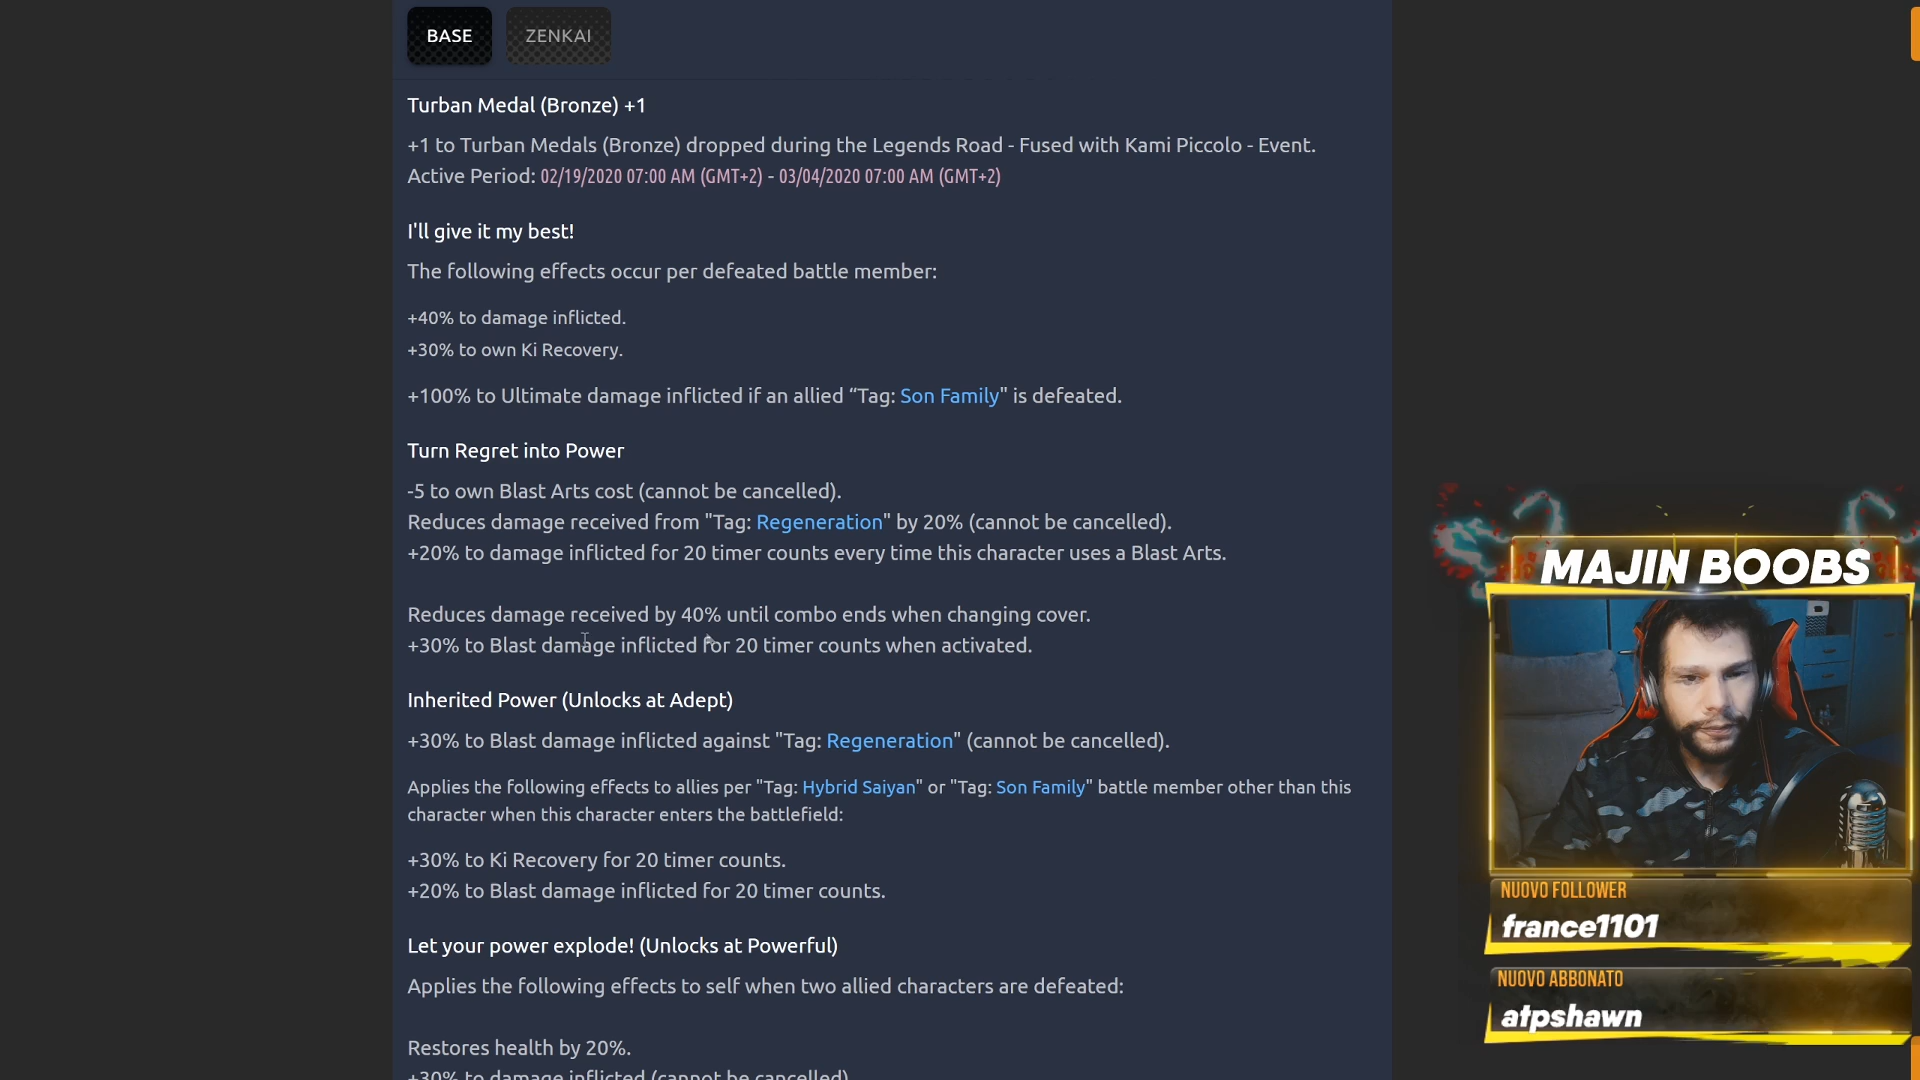 BASE
ZENKAI
Turban Medal (Bronze) +1
+1 to Turban Medals (Bronze) dropped during the Legends Road - Fused with Kami Piccolo - Event.
Active Period: 02/19/2020 07:00 AM (GMT+2) - 03/04/2020 07:00 AM (GMT+2)
I'll give it my best!
The following effects occur per defeated battle member:
+40% to damage inflicted.
+30% to own Ki Recovery.
+100% to Ultimate damage inflicted if an allied “Tag: Son Family" is defeated.
Turn Regret into Power
-5 to own Blast Arts cost (cannot be cancelled).
Reduces damage received from "Tag: Regeneration" by 20% (cannot be cancelled).
+20% to damage inflicted for 20 timer counts every time this character uses a Blast Arts.
Reduces damage received by 40% until combo ends when changing cover.
+30% to Blast damage inflicted for 20 timer counts when activated.
Inherited Power (Unlocks at Adept)
+30% to Blast damage inflicted against "Tag: Regeneration" (cannot be cancelled).
Applies the following effects to allies per "Tag: Hybrid Saiyan" or "Tag: Son Family" battle member other than this
character when this character enters the battlefield:
+30% to Ki Recovery for 20 timer counts.
+20% to Blast damage inflicted for 20 timer counts.
Let your power explode! (Unlocks at Powerful)
Applies the following effects to self when two allied characters are defeated:
Restores health by 20%.
+30% to damage inflicted (cannot be cancelled)
MAJIN BOOBS
NUOVO FOLLOWER
france1101
NUOVO ABBONATO
atpshawn